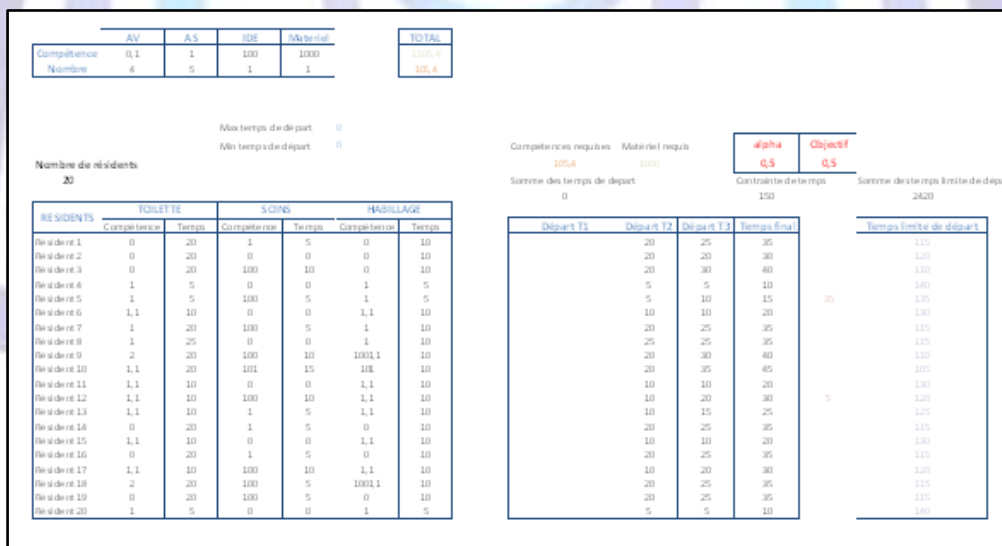 AV AS IDE Materiel TOTAL
Compétence 0,1 1 100 1000 1105,4
Nombre 4 5 1 1 105,4
Max temps de départ 0
Min temps de départ 0
Compétences requises Matériel requis alpha Objectif
Nombre de résidents 105,4 1000 0,5 0,5
20 Somme des temps de départ Contrainte de temps Somme des temps limite de dépa
0 150 2420
RESIDENTS TOILETTE SOINS HABILLAGE Départ T1 Départ T2 Départ T3 Temps final Temps limite de départ
Compétence Temps Compétence Temps Compétence Temps
Résident 1 0 20 1 5 0 10 20 25 35 115
Résident 2 0 20 0 0 0 10 20 20 30 120
Résident 3 0 20 100 10 0 10 20 30 40 110
Résident 4 1 5 0 0 1 5 5 5 10 140
Résident 5 1 5 100 5 1 5 5 10 15 35 135
Résident 6 1,1 10 0 0 1,1 10 10 10 20 130
Résident 7 1 20 100 5 1 10 20 25 35 115
Résident 8 1 25 0 0 1 10 25 25 35 115
Résident 9 2 20 100 10 1001,1 10 20 30 40 110
Résident 10 1,1 20 101 15 101 10 20 35 45 105
Résident 11 1,1 10 0 0 1,1 10 10 10 20 130
Résident 12 1,1 10 100 10 1,1 10 10 20 30 5 120
Résident 13 1,1 10 1 5 1,1 10 10 15 25 125
Résident 14 0 20 1 5 0 10 20 25 35 115
Résident 15 1,1 10 0 0 1,1 10 10 10 20 130
Résident 16 0 20 1 5 0 10 20 25 35 115
Résident 17 1,1 10 100 10 1,1 10 10 20 30 120
Résident 18 2 20 100 5 1001,1 10 20 25 35 115
Résident 19 0 20 100 5 0 10 20 25 35 115
Résident 20 1 5 0 0 1 5 5 5 10 140